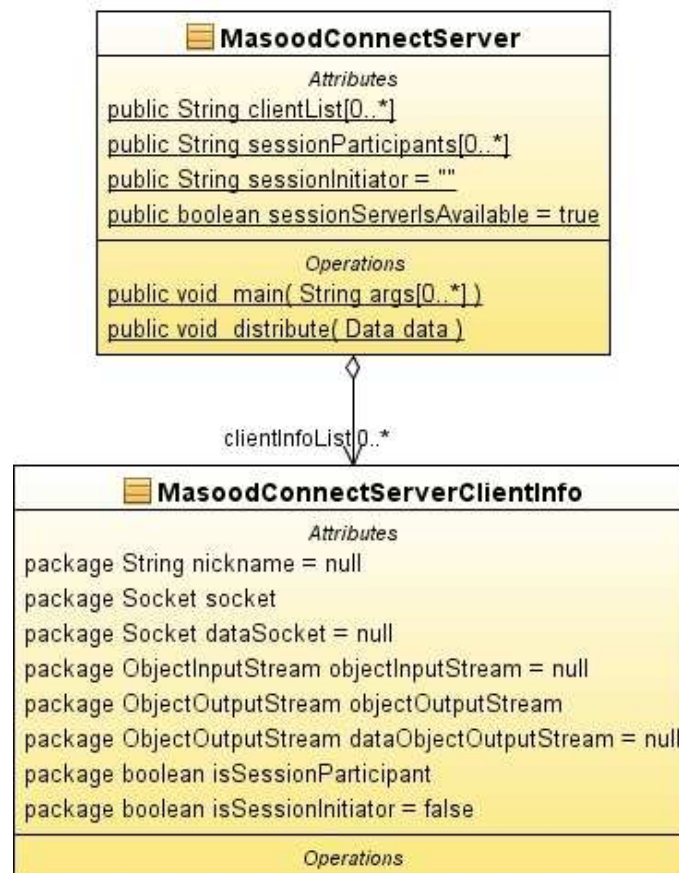 MasoodConnectServer
Attributes
public String clientList[0..*]
public String sessionParticipants[0..*]
public String sessionInitiator = ""
public boolean sessionServerIsAvailable = true
Operations
public void main( String args[0..*] )
public void distribute( Data data )
clientInfoList 0..*
MasoodConnectServerClientInfo
Attributes
package String nickname = null
package Socket socket
package Socket dataSocket = null
package ObjectInputStream objectInputStream = null
package ObjectOutputStream objectOutputStream
package ObjectOutputStream dataObjectOutputStream = null
package boolean isSessionParticipant
package boolean isSessionInitiator = false
Operations